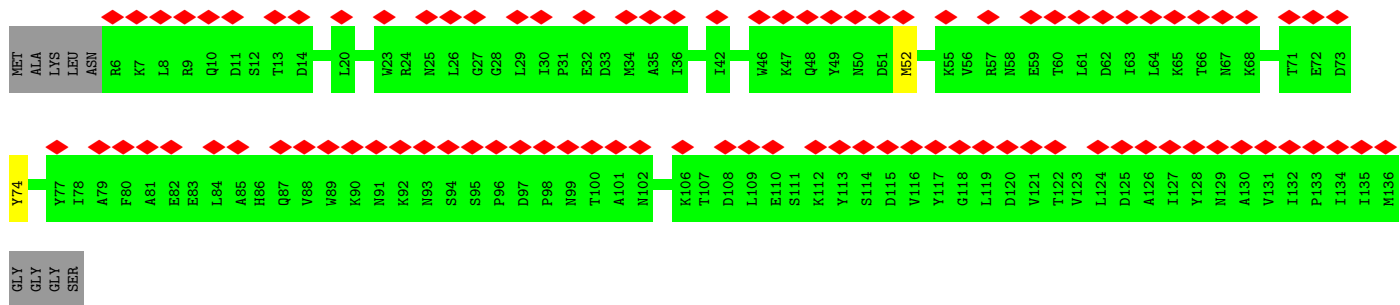 MET ALA LYS LEU ASN R6 K7 L8 R9 Q10 D11 S12 T13 D14 L20 W23 R24 N25 L26 G27 G28 L29 I30 P31 E32 D33 M34 A35 I36 I42 W46 K47 Q48 Y49 N50 D51 M52 K55 V56 R57 N58 E59 T60 L61 D62 I63 L64 K65 T66 N67 K68 T71 E72 D73
Y74 Y77 I78 A79 F80 A81 E82 E83 L84 A85 H86 Q87 V88 W89 K90 N91 K92 N93 S94 S95 P96 D97 P98 N99 T100 A101 N102 K106 T107 D108 L109 E110 S111 K112 Y113 S114 D115 V116 Y117 G118 L119 D120 V121 T122 V123 L124 D125 A126 I127 Y128 N129 A130 V131 I132 P133 I134 I135 M136
GLY GLY GLY SER